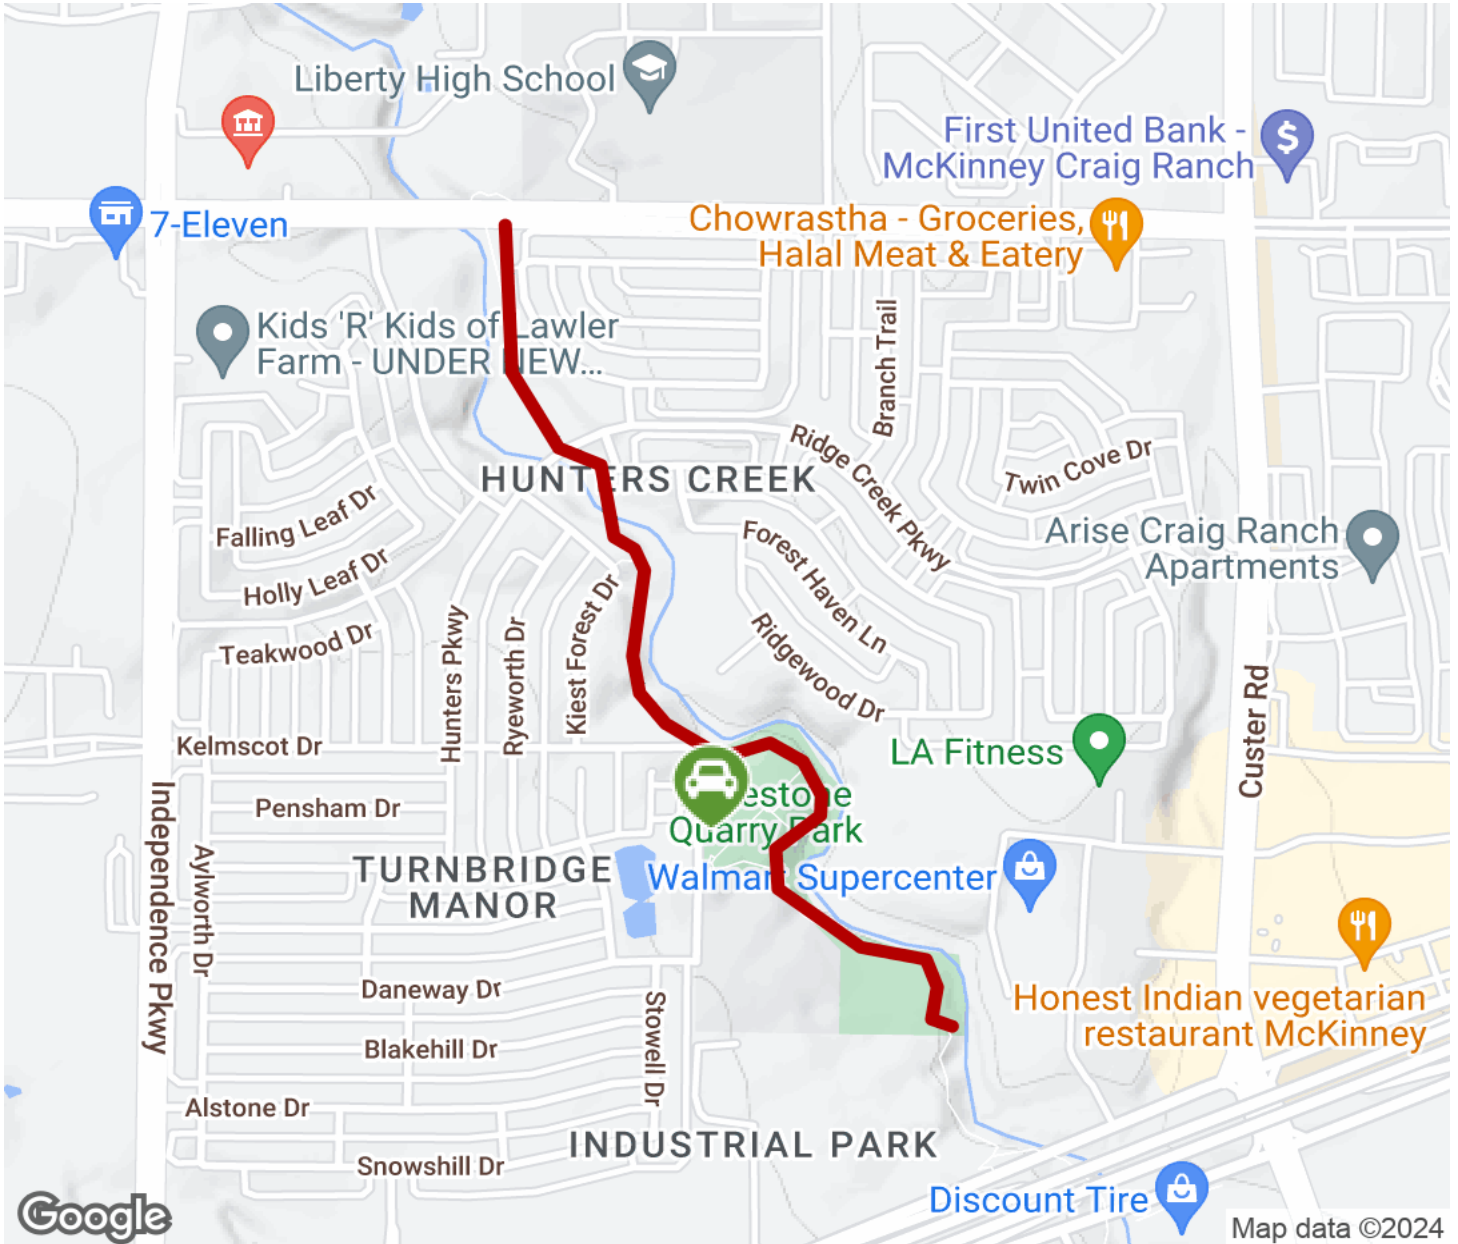 Liberty High School
First United Bank -
McKinney Craig Ranch
7-Eleven
Chowrastha - Groceries,
Halal Meat & Eatery
Kids 'R' Kids of Lawler
Farm - UNDER NEW...
Branch Trail
Ridge Creek Pkwy
Twin Cove Dr
HUNTERS CREEK
Falling Leaf Dr
Forest Haven Ln
Arise Craig Ranch
Apartments
Holly Leaf Dr
Kiest Forest Dr
Hunters Pkwy
Ryeworth Dr
Teakwood Dr
Ridgewood Dr
Custer Rd
Kelmscot Dr
LA Fitness
Independence Pkwy
Pensham Dr
estone
Quarry Park
TURNBRIDGE
MANOR
Walmart Supercenter
Aylworth Dr
Daneway Dr
Stowell Dr
Honest Indian vegetarian
restaurant McKinney
Blakehill Dr
Alstone Dr
INDUSTRIAL PARK
Snowshill Dr
Discount Tire
Google
Map data ©2024